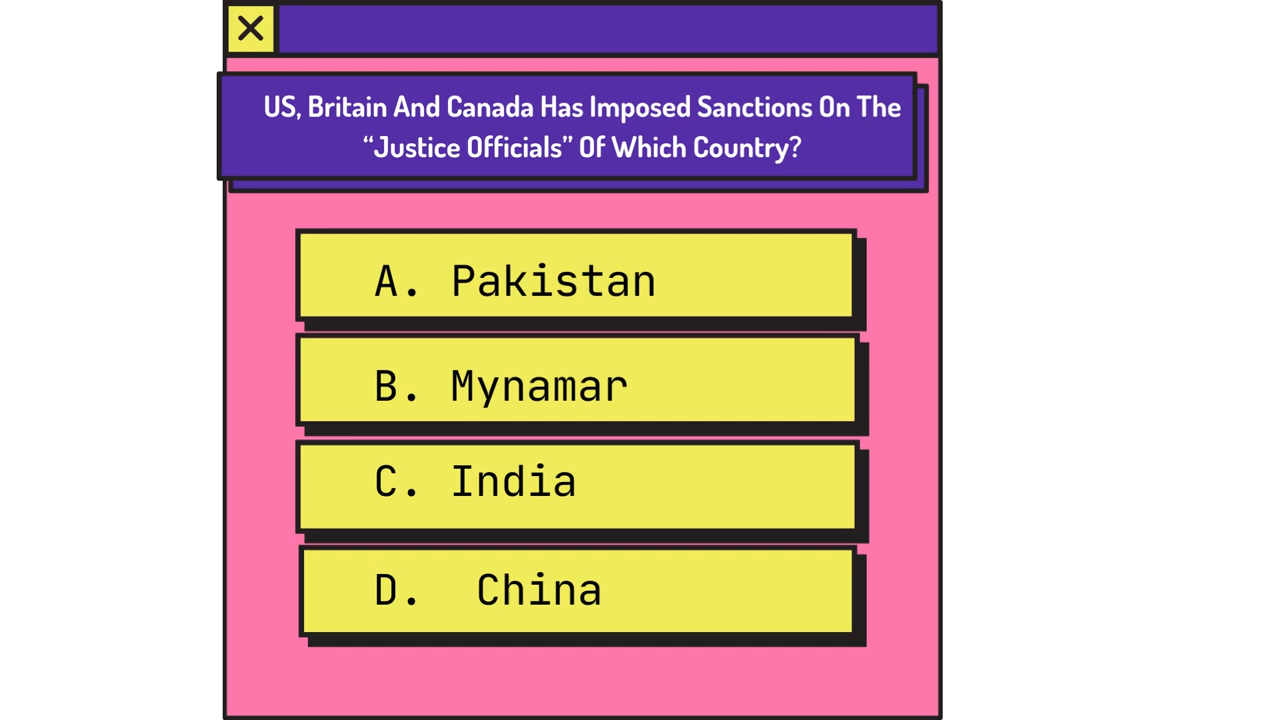 US, Britain And Canada Has Imposed Sanctions On The
“Justice Officials” Of Which Country?
A. Pakistan
B. Mynamar
C. India
D. China